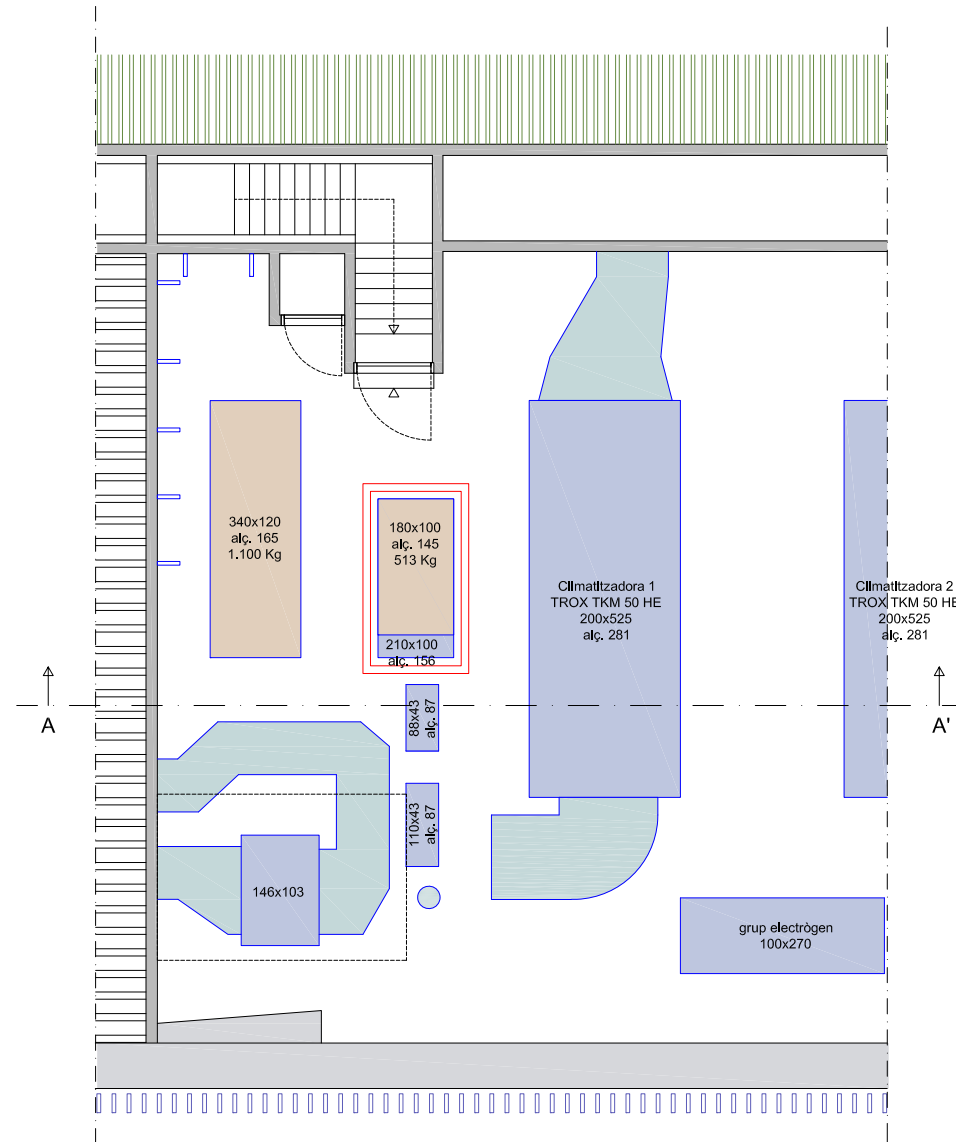 340x120
alç. 165
1.100 Kg
180x100
alç. 145
513 Kg
210x100
alç. 156
Climatitzadora 1
TROX TKM 50 HE
200x525
alç. 281
Climatitzadora 2
TROX TKM 50 HE
200x525
alç. 281
A
A'
88x43
alç. 87
110x43
alç. 87
146x103
grup electrògen
100x270